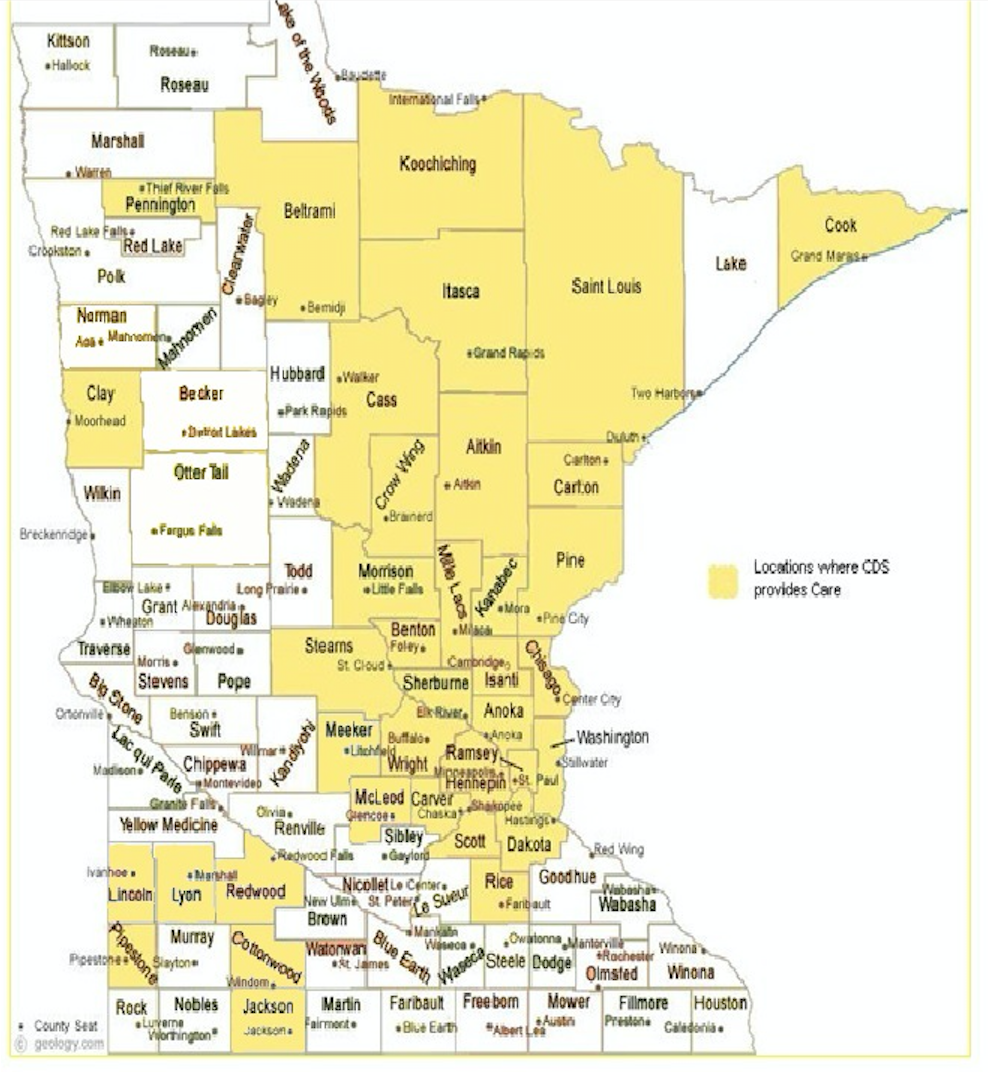 Kittson
Hallock
Roseau
Roseau
Lake of the Woods
Baudette
International Falls
Koochiching
Marshall
Warren
Thief River Falls
Pennington
Beltrami
Bemidji
Red Lake Falls
Red Lake
Crookston
Polk
Clearwater
Bagley
Itasca
Grand Rapids
Saint Louis
Lake
Cook
Grand Marais
Two Harbors
Duluth
Norman
Ada
Mahnomen
Mahnomen
Hubbard
Park Rapids
Walker
Cass
Clay
Moorhead
Becker
Detroit Lakes
Aitkin
Aitkin
Carlton
Carlton
Wilkin
Breckenridge
Otter Tail
Fergus Falls
Wadena
Wadena
Crow Wing
Brainerd
Pine
Pine City
Todd
Long Prairie
Morrison
Little Falls
Mille Lacs
Milaca
Kanabec
Mora
Locations where CDS
provides Care
Elbow Lake
Grant
Alexandria
Douglas
Wheaton
Traverse
Morris
Stevens
Glenwood
Pope
Stearns
St. Cloud
Benton
Foley
Cambridge
Isanti
Chisago
Center City
Sherburne
Elk River
Anoka
Anoka
Washington
Stillwater
Big Stone
Ortonville
Benson
Swift
Willmar
Kandiyohi
Meeker
Litchfield
Buffalo
Wright
Ramsey
Minneapolis
Hennepin
St. Paul
Lac qui Parle
Madison
Chippewa
Montevideo
McLeod
Glencoe
Carver
Chaska
Shakopee
Hastings
Granite Falls
Yellow Medicine
Olivia
Renville
Sibley
Gaylord
Scott
Dakota
Red Wing
Redwood Falls
Ivanhoe
Lincoln
Marshall
Lyon
Redwood
Nicollet
St. Peter
Le Center
Le Sueur
Rice
Faribault
Goodhue
Wabasha
Wabasha
New Ulm
Brown
Mankato
Pipestone
Pipestone
Murray
Slayton
Cottonwood
Windom
Watonwan
St. James
Blue Earth
Waseca
Waseca
Owatonna
Steele
Mantorville
Dodge
Rochester
Olmsted
Winona
Winona
Rock
Luverne
Nobles
Worthington
Jackson
Jackson
Martin
Fairmont
Faribault
Blue Earth
Freeborn
Albert Lea
Mower
Austin
Fillmore
Preston
Houston
Caledonia
County Seat
© geology.com